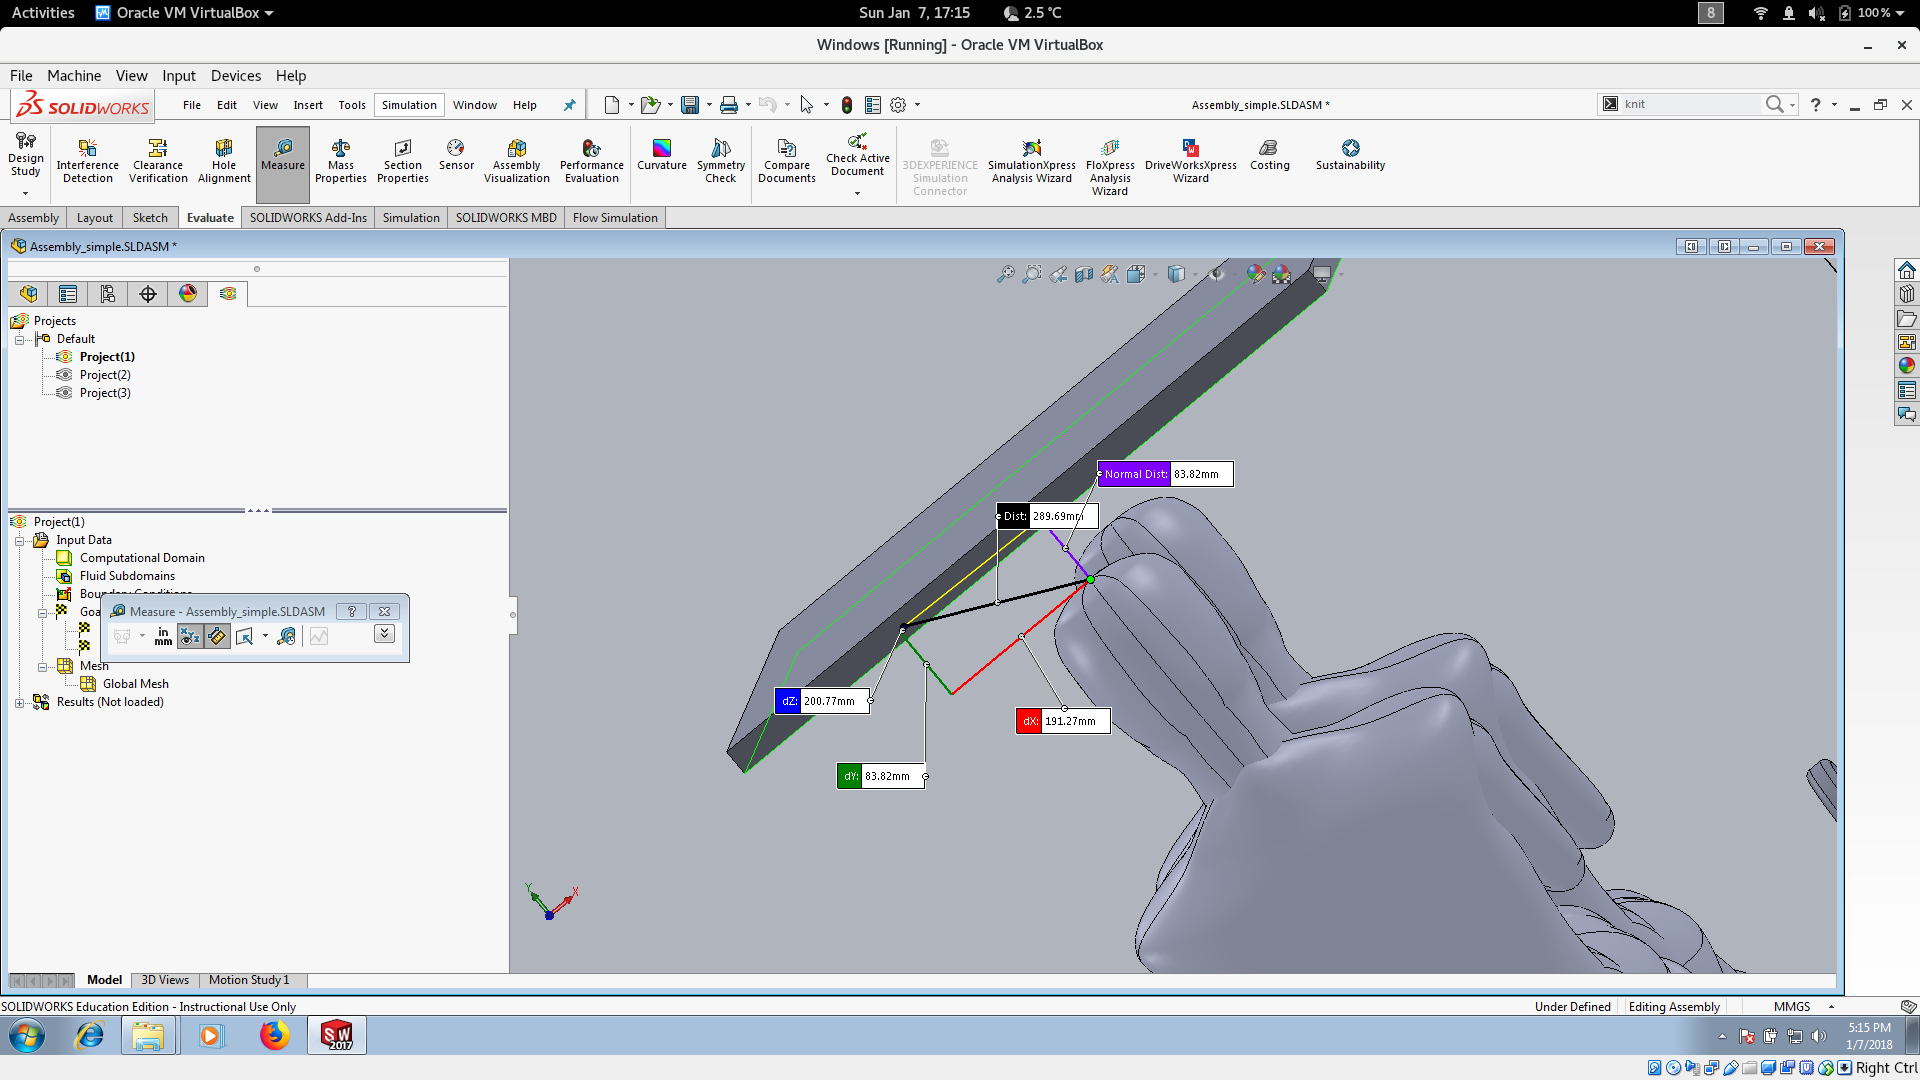 Activities Oracle VM VirtualBox Sun Jan 7, 17:15 2.5 °C 8 100%
Windows [Running] - Oracle VM VirtualBox
File Machine View Input Devices Help
SOLIDWORKS File Edit View Insert Tools Simulation Window Help Assembly_simple.SLDASM * knit
Design Study
Interference Detection
Clearance Verification
Hole Alignment
Measure
Mass Properties
Section Properties
Sensor
Assembly Visualization
Performance Evaluation
Curvature
Symmetry Check
Compare Documents
Check Active Document
3DEXPERIENCE Simulation Connector
SimulationXpress Analysis Wizard
FloXpress Analysis Wizard
DriveWorksXpress Wizard
Costing
Sustainability
Assembly Layout Sketch Evaluate SOLIDWORKS Add-Ins Simulation SOLIDWORKS MBD Flow Simulation
Assembly_simple.SLDASM *
Projects
Default
Project(1)
Project(2)
Project(3)
Project(1)
Input Data
Computational Domain
Fluid Subdomains
Boundary Conditions
Goa
Measure - Assembly_simple.SLDASM
in
mm
XYZ
Mesh
Global Mesh
Results (Not loaded)
Normal Dist: 83.82mm
Dist: 289.69mm
dZ: 200.77mm
dX: 191.27mm
dY: 83.82mm
Y X
Model 3D Views Motion Study 1
SOLIDWORKS Education Edition - Instructional Use Only Under Defined Editing Assembly MMGS
SW 2017
5:15 PM
1/7/2018
Right Ctrl